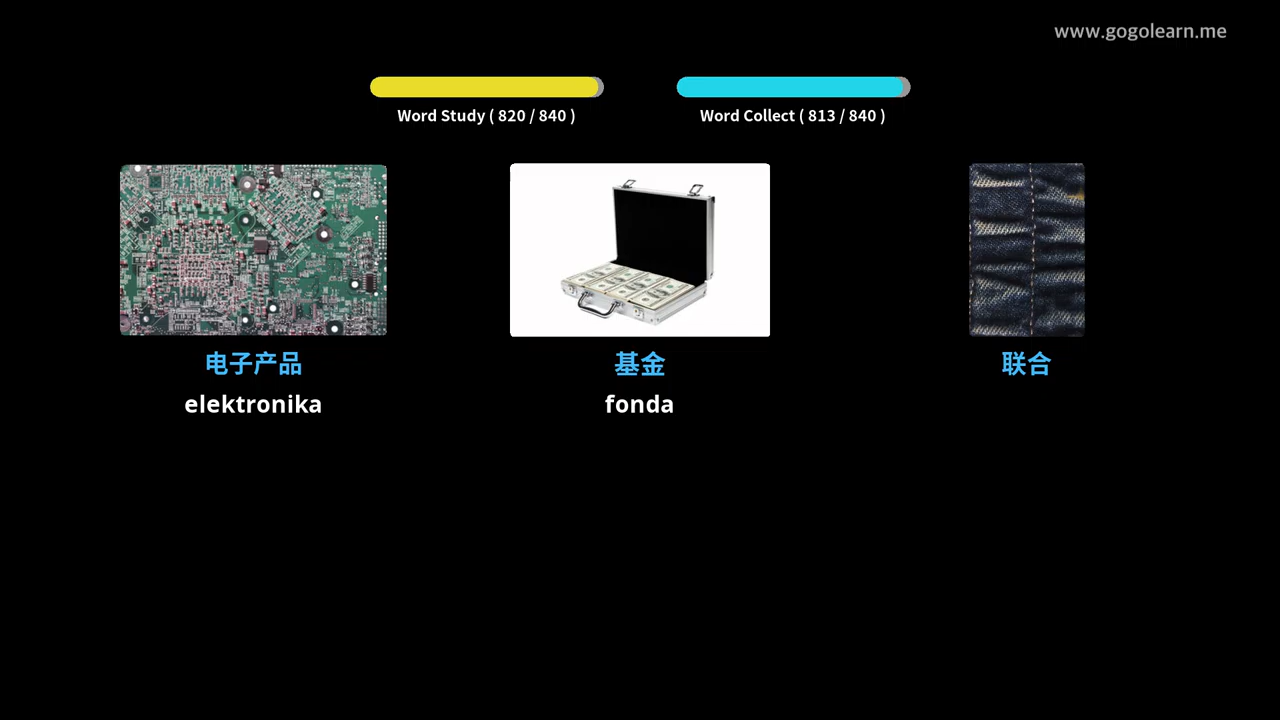 www.gogolearn.me
Word Study ( 820 / 840 )
Word Collect ( 813 / 840 )
电子产品
基金
联合
elektronika
fonda